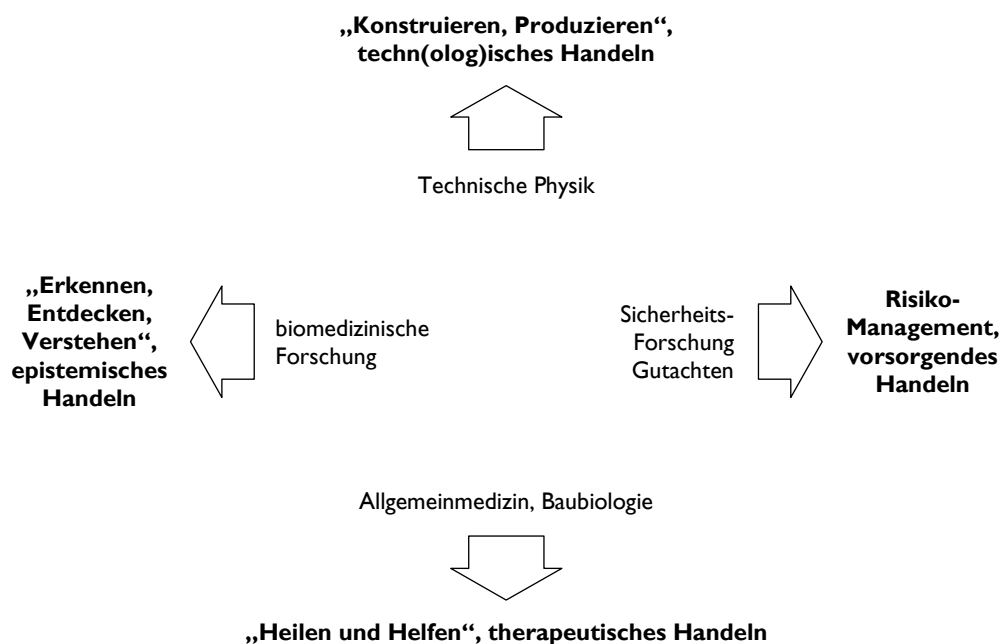 „Konstruieren, Produzieren“,
techn(olog)isches Handeln
Technische Physik
„Erkennen,
Entdecken,
Verstehen“,
epistemisches
Handeln
biomedizinische
Forschung
Sicherheits-
Forschung
Gutachten
Risiko-
Management,
vorsorgendes
Handeln
Allgemeinmedizin, Baubiologie
„Heilen und Helfen“, therapeutisches Handeln